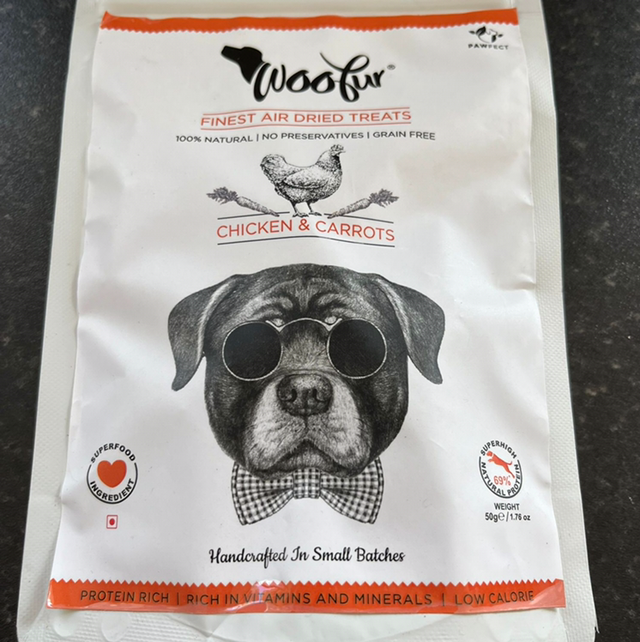 PAWFECT
Woofur®
FINEST AIR DRIED TREATS
100% NATURAL | NO PRESERVATIVES | GRAIN FREE
CHICKEN & CARROTS
SUPERFOOD
INGREDIENT
SUPERHIGH
69%
NATURAL PROTEIN
WEIGHT
50g℮/1.76 oz
Handcrafted In Small Batches
PROTEIN RICH | RICH IN VITAMINS AND MINERALS | LOW CALORIE